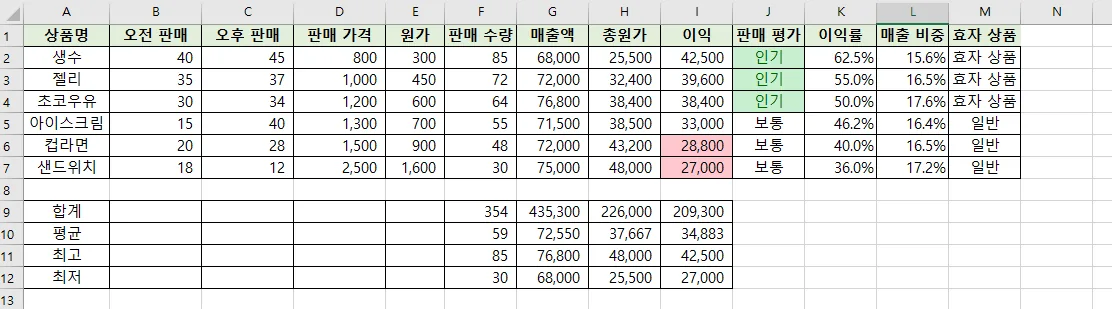 A B C D E F G H I J K L M N
1 상품명 오전 판매 오후 판매 판매 가격 원가 판매 수량 매출액 총원가 이익 판매 평가 이익률 매출 비중 효자 상품
2 생수 40 45 800 300 85 68,000 25,500 42,500 인기 62.5% 15.6% 효자 상품
3 젤리 35 37 1,000 450 72 72,000 32,400 39,600 인기 55.0% 16.5% 효자 상품
4 초코우유 30 34 1,200 600 64 76,800 38,400 38,400 인기 50.0% 17.6% 효자 상품
5 아이스크림 15 40 1,300 700 55 71,500 38,500 33,000 보통 46.2% 16.4% 일반
6 컵라면 20 28 1,500 900 48 72,000 43,200 28,800 보통 40.0% 16.5% 일반
7 샌드위치 18 12 2,500 1,600 30 75,000 48,000 27,000 보통 36.0% 17.2% 일반
8
9 합계 354 435,300 226,000 209,300
10 평균 59 72,550 37,667 34,883
11 최고 85 76,800 48,000 42,500
12 최저 30 68,000 25,500 27,000
13